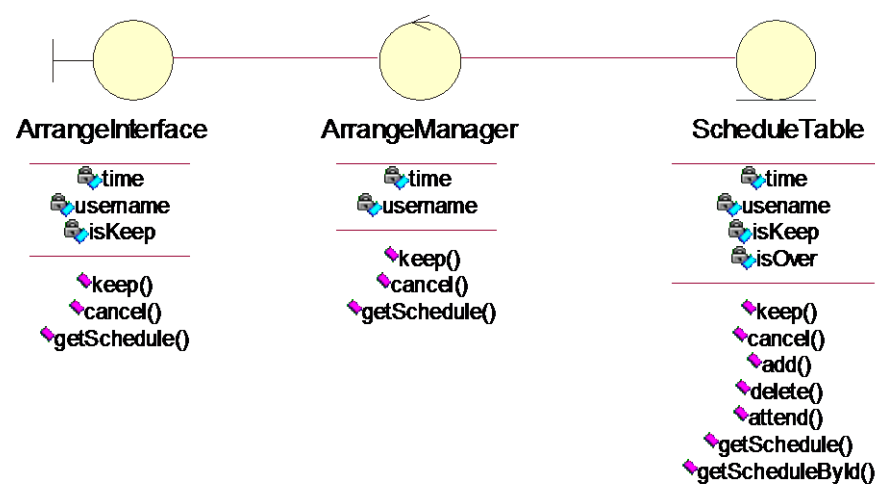 ArrangeInterface
time
username
isKeep
keep()
cancel()
getSchedule()
ArrangeManager
time
username
keep()
cancel()
getSchedule()
ScheduleTable
time
usename
isKeep
isOver
keep()
cancel()
add()
delete()
attend()
getSchedule()
getScheduleById()